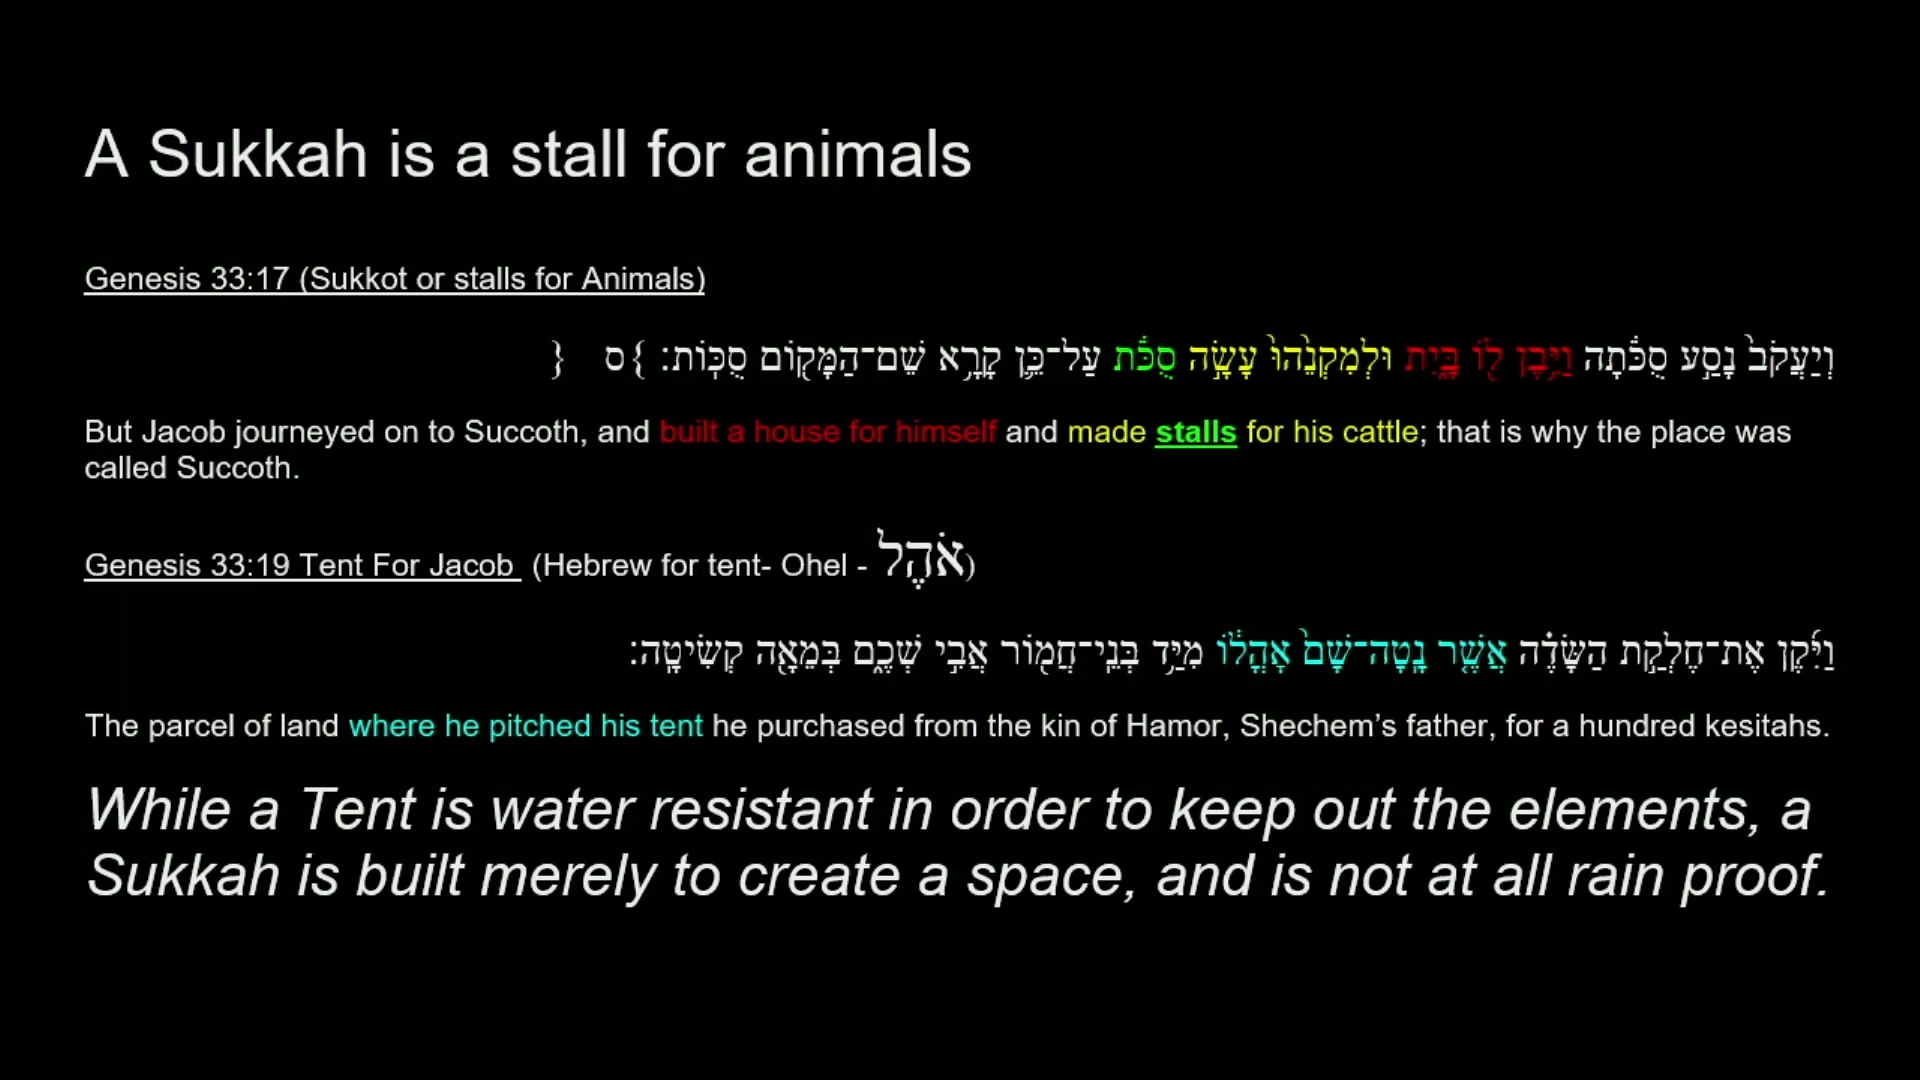 A Sukkah is a stall for animals
Genesis 33:17 (Sukkot or stalls for Animals)
וְיַעֲקֹב֙ נָסַ֣ע סֻכֹּ֔תָה וַיִּ֥בֶן ל֖וֹ בָּ֑יִת וּלְמִקְנֵ֙הוּ֙ עָשָׂ֣ה סֻכֹּ֔ת עַל־כֵּ֛ן קָרָ֥א שֵׁם־הַמָּק֖וֹם סֻכּֽוֹת׃ {ס }
But Jacob journeyed on to Succoth, and built a house for himself and made stalls for his cattle; that is why the place was
called Succoth.
Genesis 33:19 Tent For Jacob (Hebrew for tent- Ohel - אֹהֶל)
וַיִּ֜קֶן אֶת־חֶלְקַ֣ת הַשָּׂדֶ֗ה אֲשֶׁ֤ר נָֽטָה־שָׁם֙ אׇהֳל֔וֹ מִיַּ֥ד בְּנֵֽי־חֲמ֖וֹר אֲבִ֣י שְׁכֶ֑ם בְּמֵאָ֖ה קְשִׂיטָֽה׃
The parcel of land where he pitched his tent he purchased from the kin of Hamor, Shechem’s father, for a hundred kesitahs.
While a Tent is water resistant in order to keep out the elements, a
Sukkah is built merely to create a space, and is not at all rain proof.